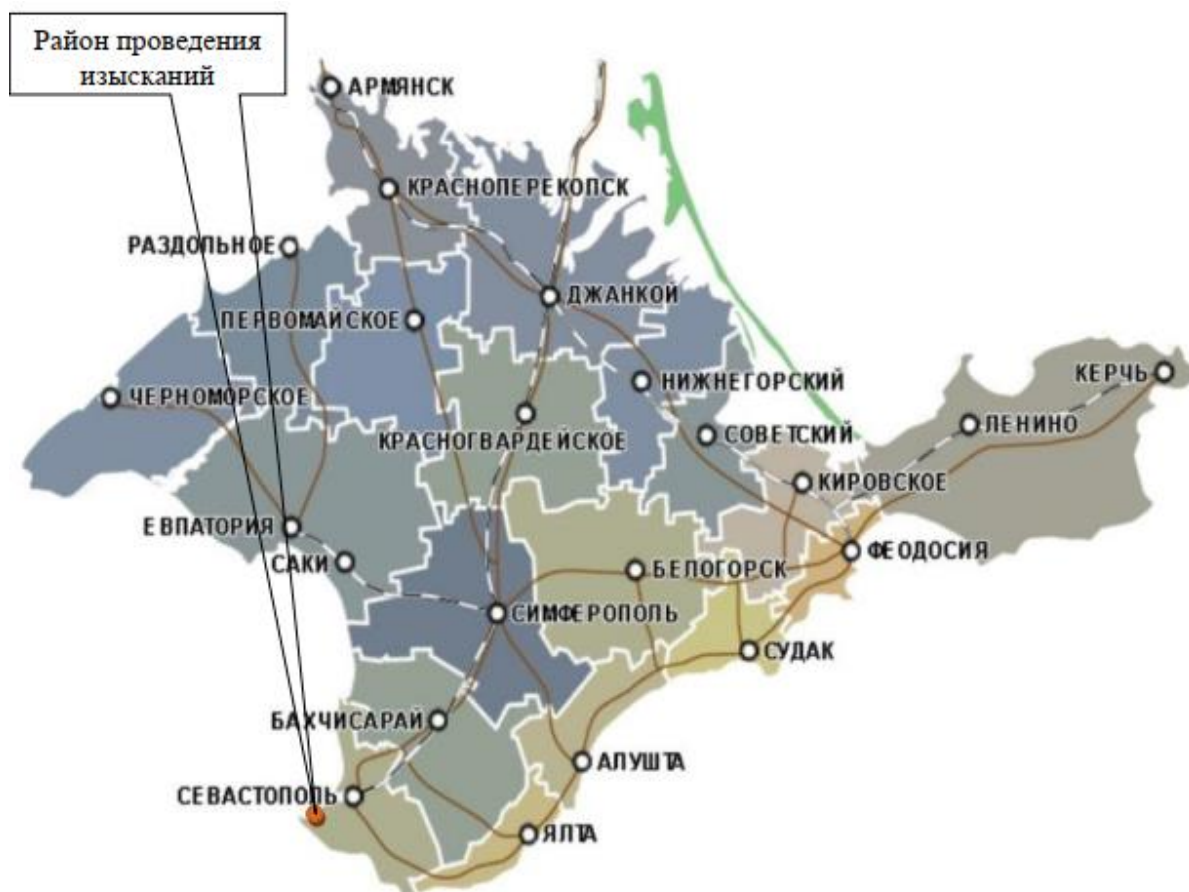 Район проведения
изысканий
АРМЯНСК
КРАСНОПЕРЕКОПСК
РАЗДОЛЬНОЕ
ДЖАНКОЙ
ПЕРВОМАЙСКОЕ
НИЖНЕГОРСКИЙ
КЕРЧЬ
ЧЕРНОМОРСКОЕ
ЛЕНИНО
КРАСНОГВАРДЕЙСКОЕ
СОВЕТСКИЙ
КИРОВСКОЕ
ЕВПАТОРИЯ
ФЕОДОСИЯ
САКИ
БЕЛОГОРСК
СИМФЕРОПОЛЬ
СУДАК
БАХЧИСАРАЙ
АЛУШТА
СЕВАСТОПОЛЬ
ЯЛТА